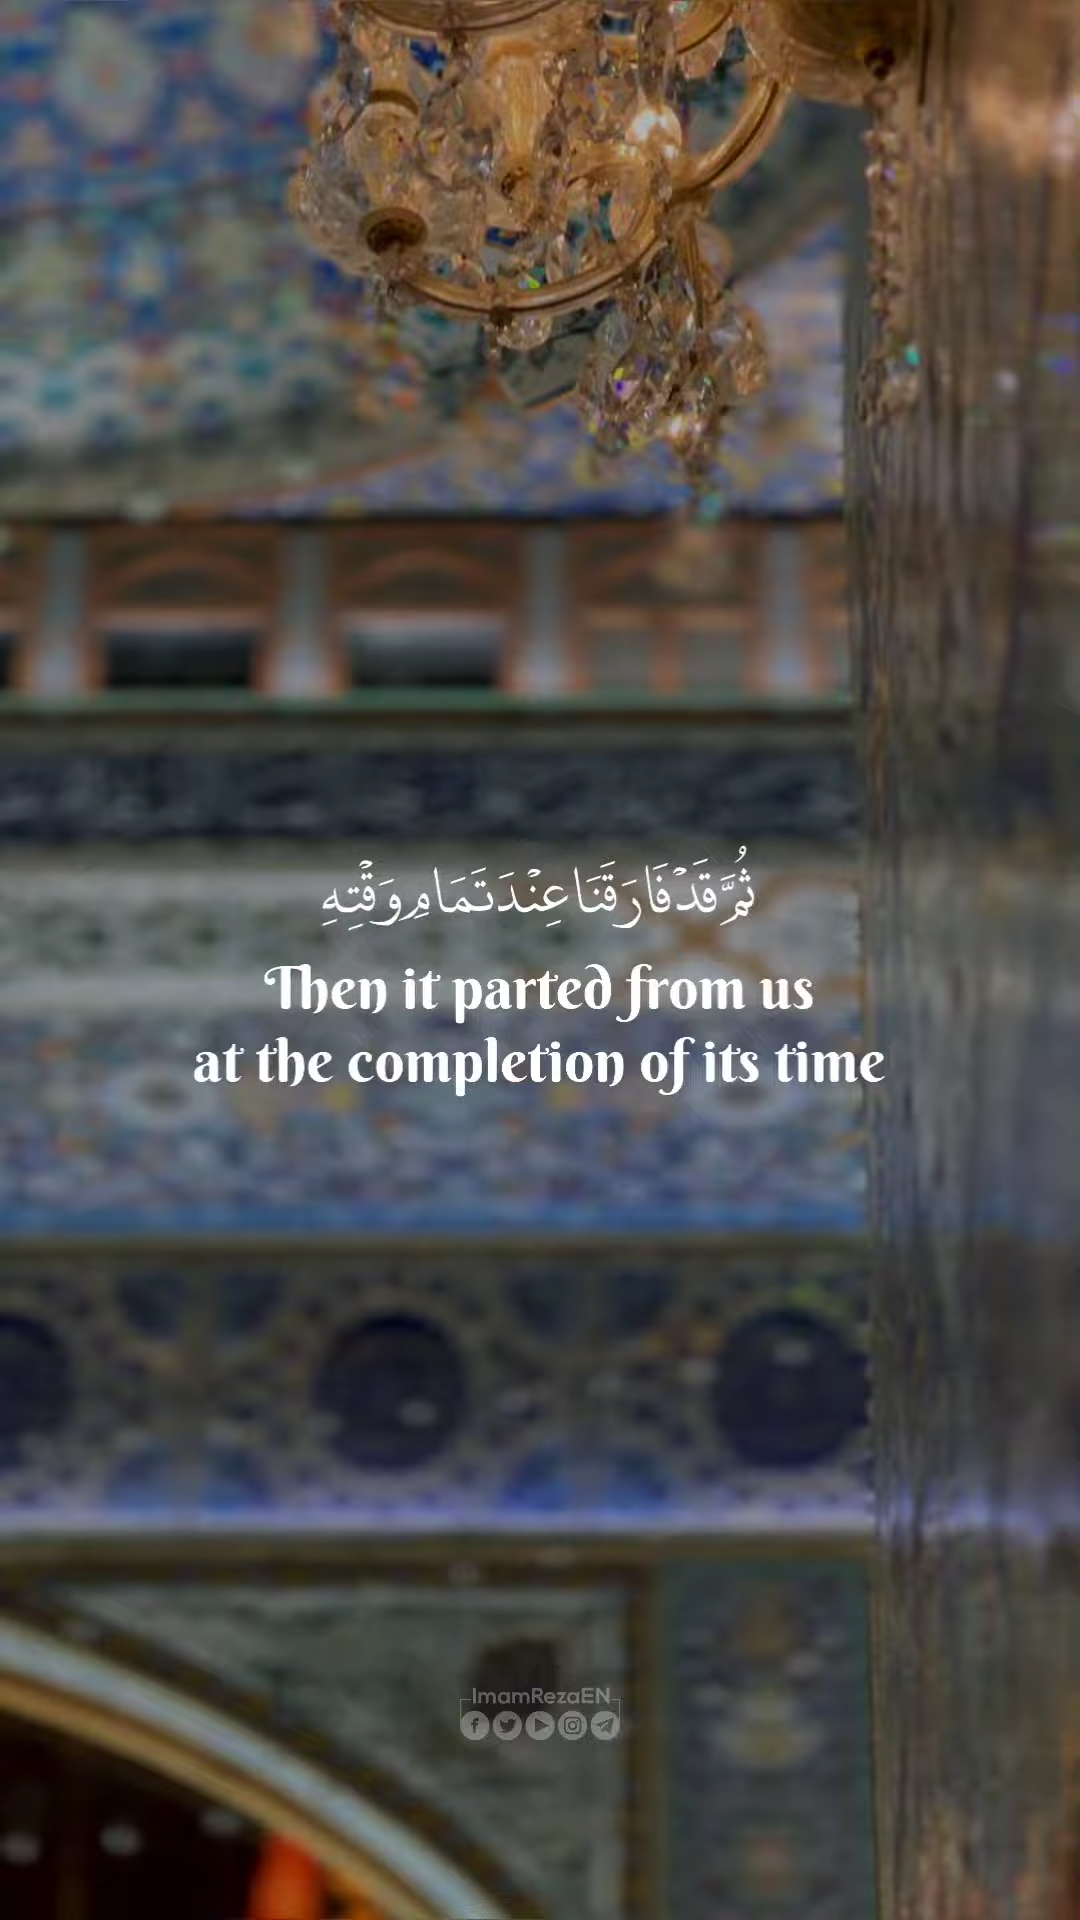 ثُمَّ قَدْ فَارَقَنَا عِنْدَ تَمَامِ وَقْتِهِ
Then it parted from us
at the completion of its time
ImamRezaEN